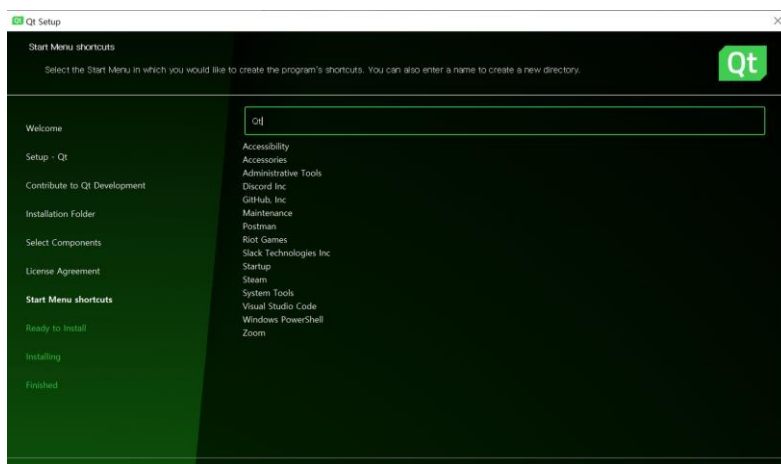 Qt Setup
Start Menu shortcuts
Select the Start Menu in which you would like to create the program's shortcuts. You can also enter a name to create a new directory.
Qt
Welcome
Setup - Qt
Contribute to Qt Development
Installation Folder
Select Components
License Agreement
Start Menu shortcuts
Ready to Install
Installing
Finished
Qt
Accessibility
Accessories
Administrative Tools
Discord Inc
GitHub, Inc
Maintenance
Postman
Riot Games
Slack Technologies Inc
Startup
Steam
System Tools
Visual Studio Code
Windows PowerShell
Zoom